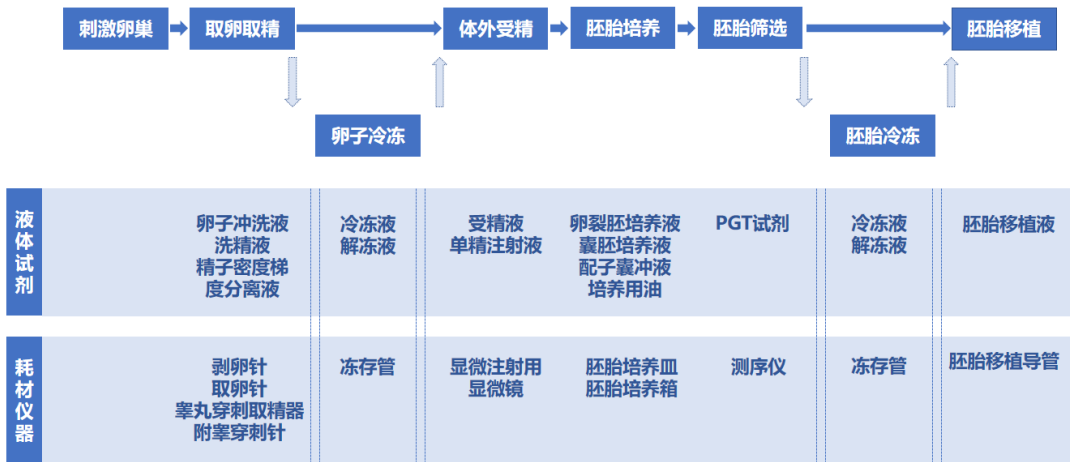 刺激卵巢
取卵取精
体外受精
胚胎培养
胚胎筛选
胚胎移植
卵子冷冻
胚胎冷冻
液体试剂
卵子冲洗液
洗精液
精子密度梯
度分离液
冷冻液
解冻液
受精液
单精注射液
卵裂胚培养液
囊胚培养液
配子囊冲液
培养用油
PGT试剂
冷冻液
解冻液
胚胎移植液
耗材仪器
剥卵针
取卵针
睾丸穿刺取精器
附睾穿刺针
冻存管
显微注射用
显微镜
胚胎培养皿
胚胎培养箱
测序仪
冻存管
胚胎移植导管